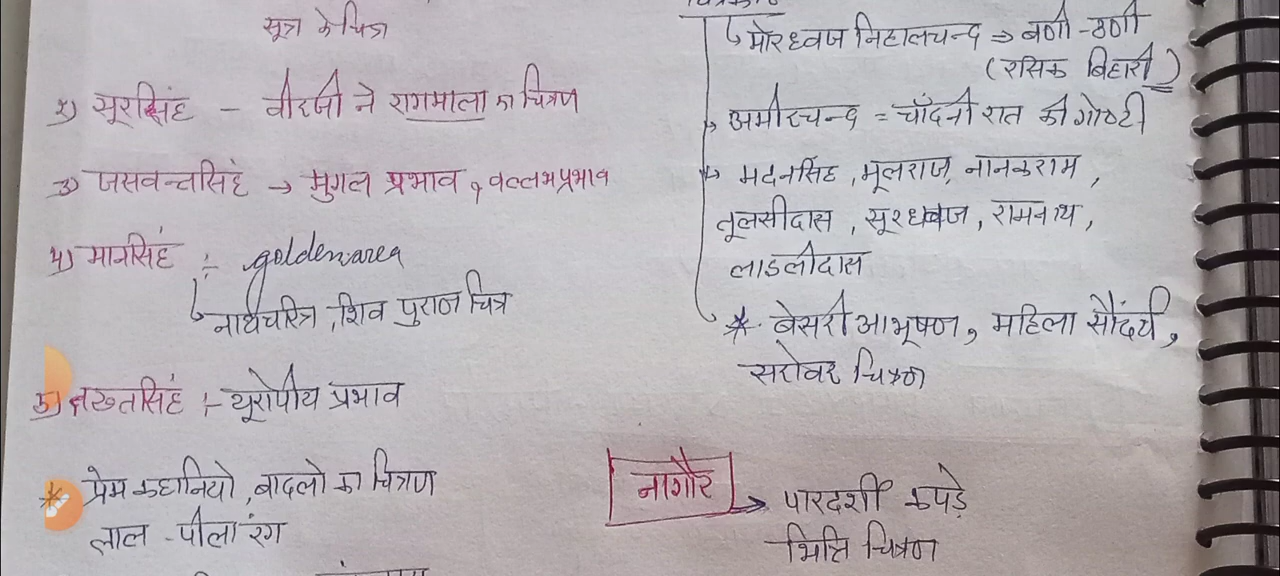 सूत्र के चित्र
2) सूरसिंह - वीरजी ने रागमाला का चित्रण
3) जसवन्तसिंह → मुगल प्रभाव, वल्लभप्रभाव
4) मानसिंह :- goldenarea
नाथचरित्र, शिव पुराण चित्र
5) तख्तसिंह :- यूरोपीय प्रभाव
* प्रेम कहानियो, बादलो का चित्रण
लाल - पीला रंग
मोरध्वज निहालचन्द ⇒ बणी - ठणी
(रसिक बिहारी)
अमीरचन्द = चाँदनी रात की गोष्टी
मदनसिंह, मूलराज, नानकराम,
तूलसीदास, सूरध्वज, रामनाथ,
लाडलीदास
* बेसरी आभूषण, महिला सौंदर्य,
सरोवर चित्रण
नागौर → पारदर्शी कपड़े
भित्ति चित्रण